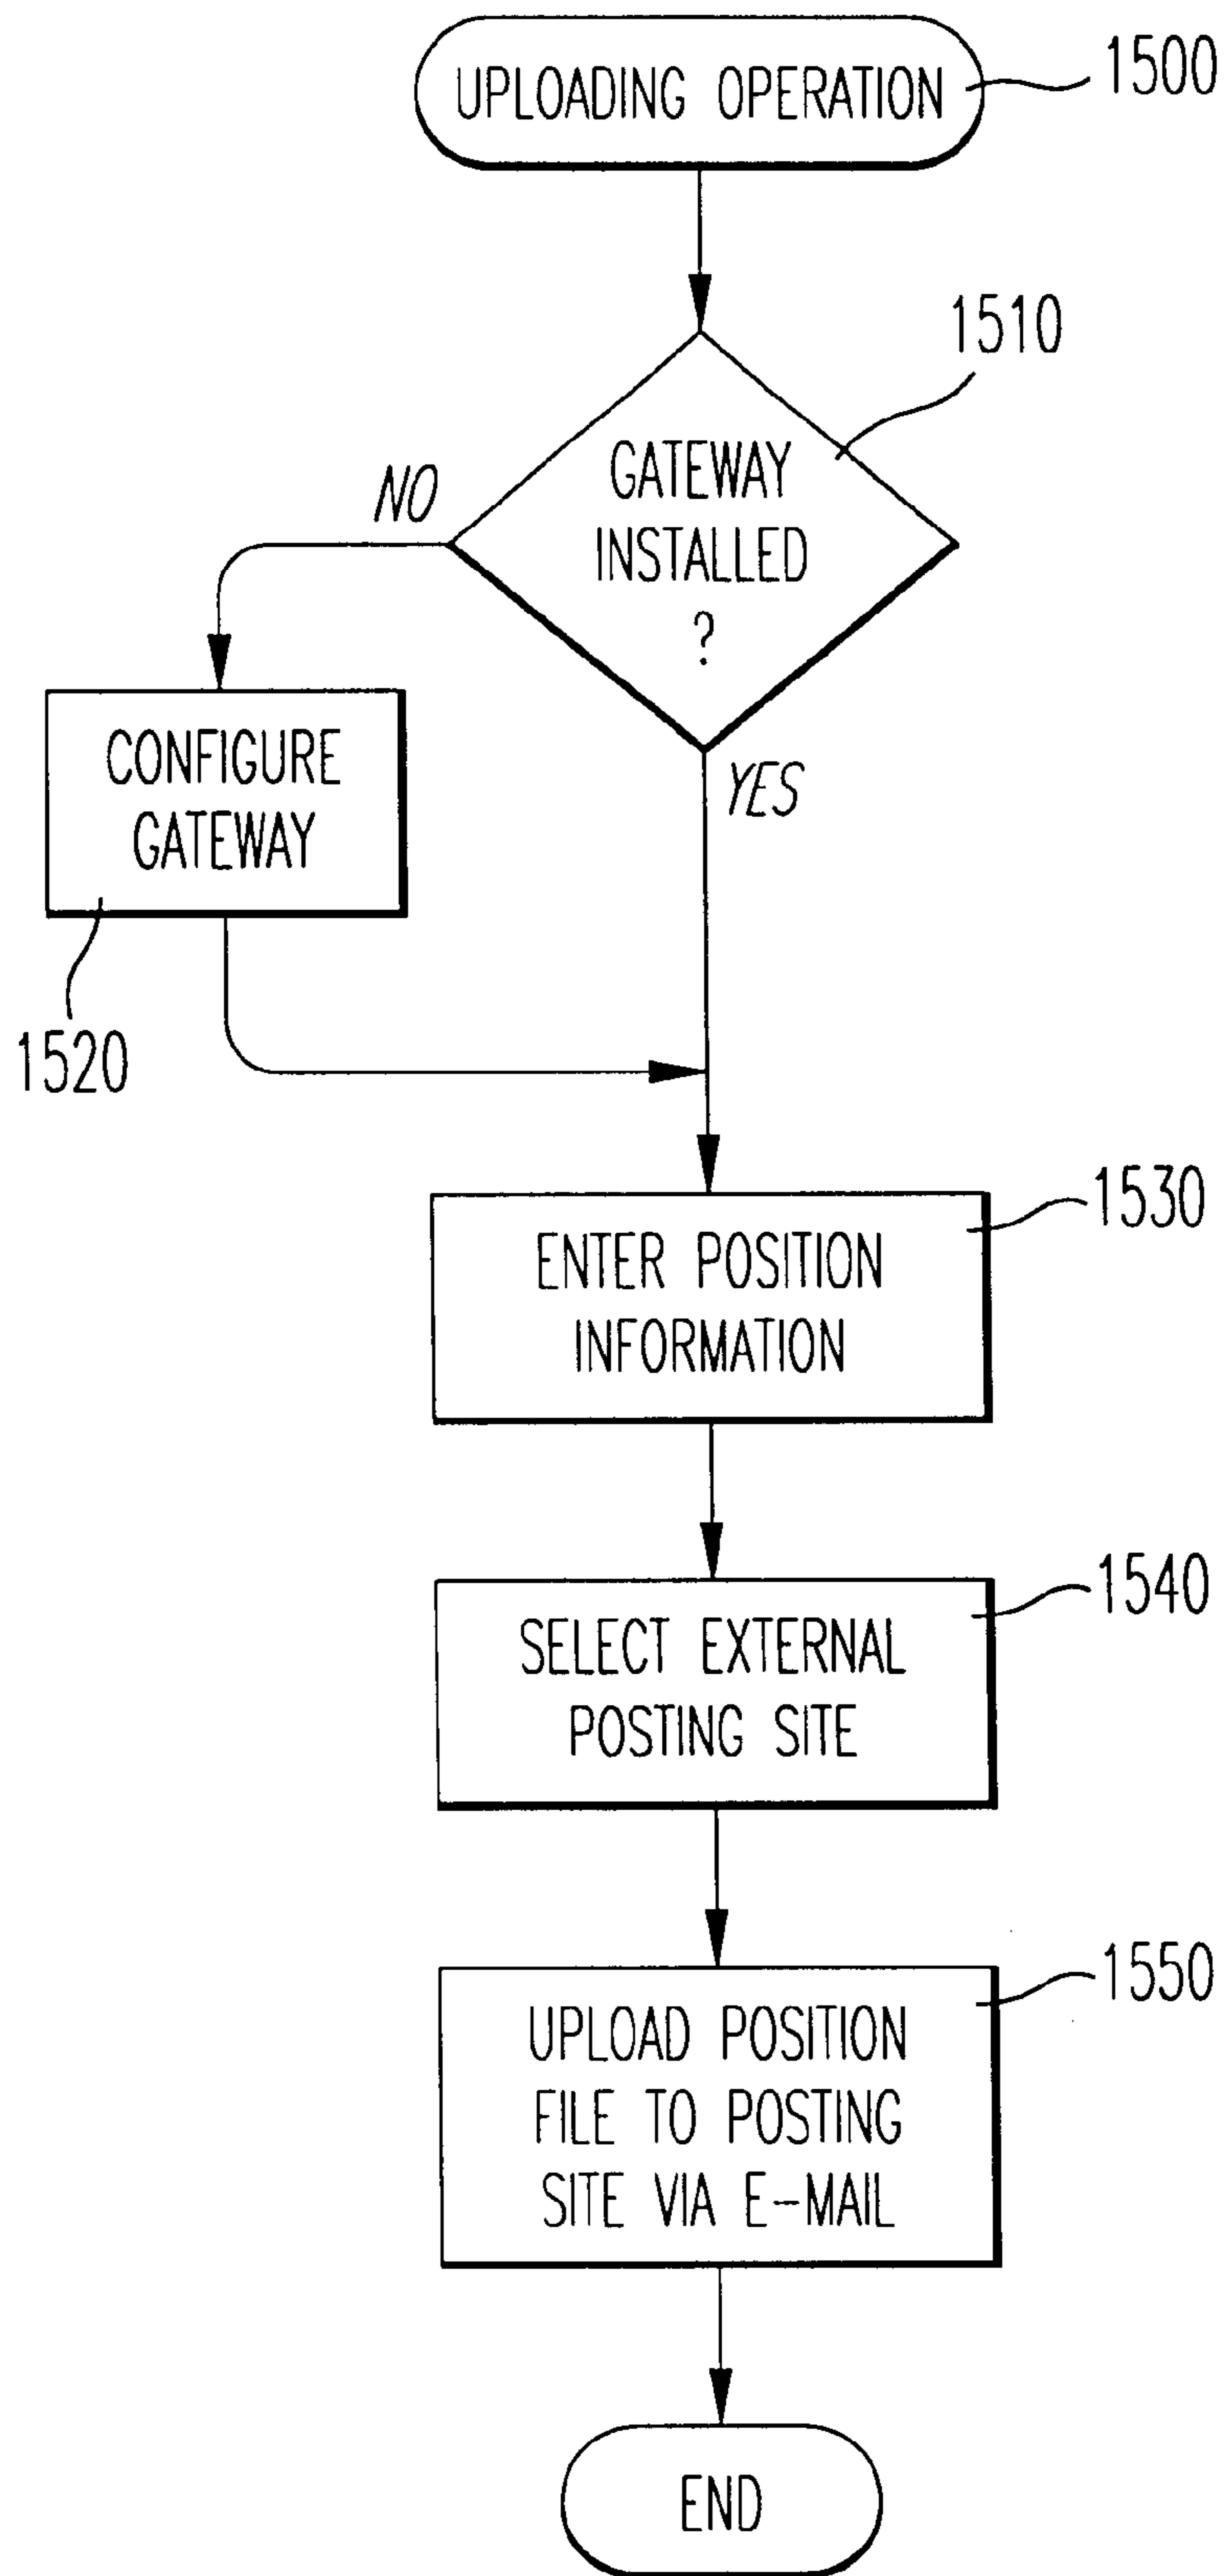 UPLOADING OPERATION
1500
1510
GATEWAY
INSTALLED
?
NO
YES
CONFIGURE
GATEWAY
1520
1530
ENTER POSITION
INFORMATION
1540
SELECT EXTERNAL
POSTING SITE
1550
UPLOAD POSITION
FILE TO POSTING
SITE VIA E-MAIL
END